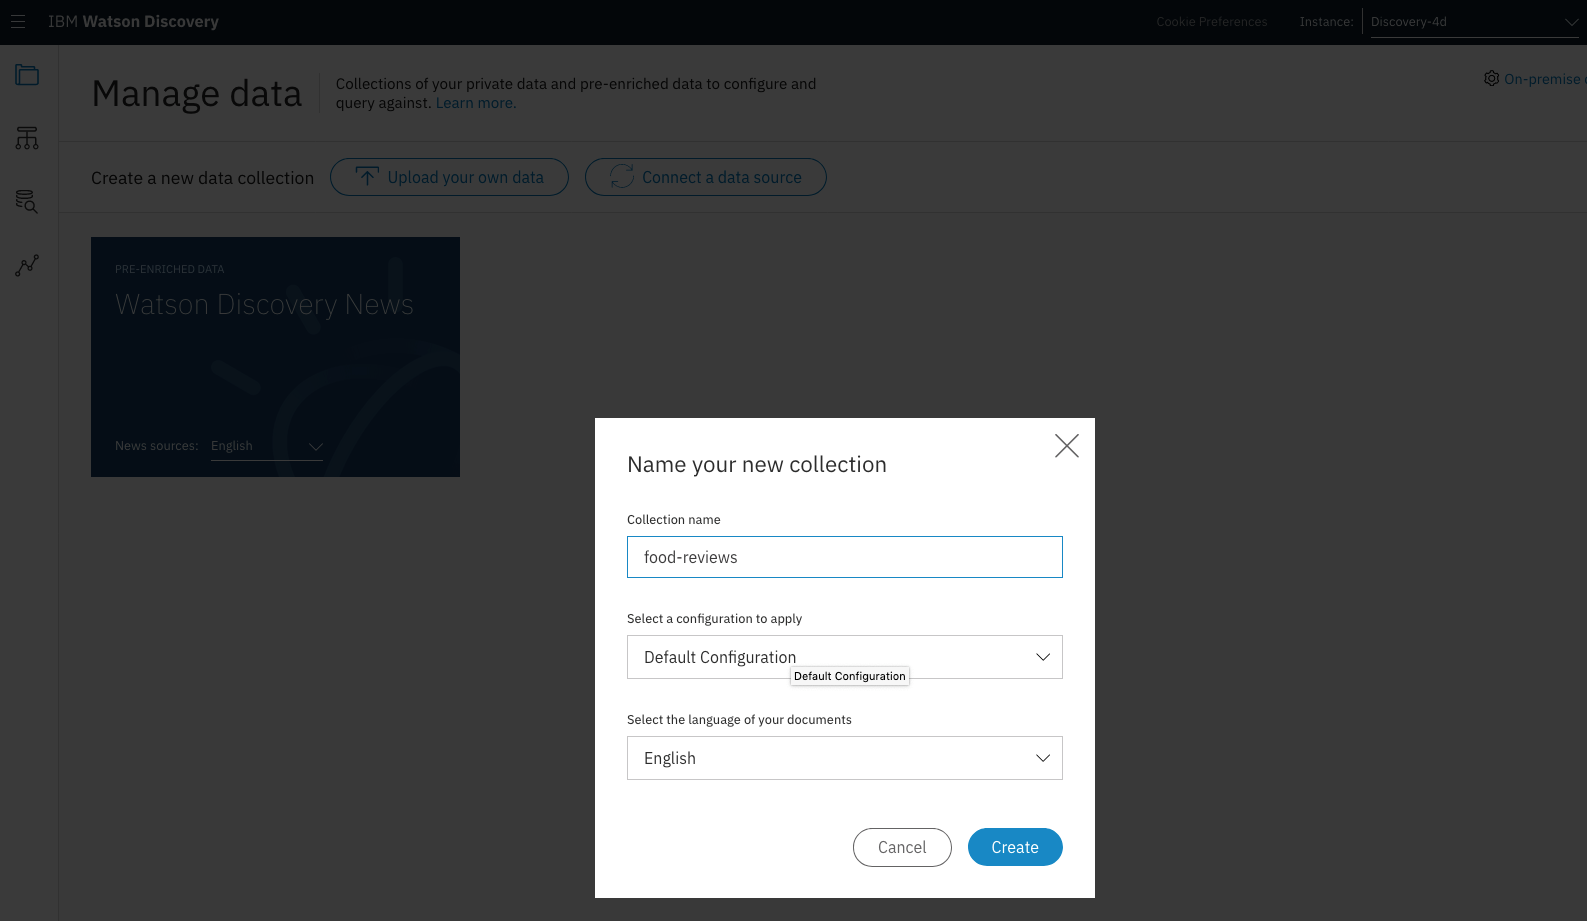 IBM Watson Discovery
Cookie Preferences
Instance:
Discovery-4d
Manage data
Collections of your private data and pre-enriched data to configure and
query against. Learn more.
On-premise
Create a new data collection
Upload your own data
Connect a data source
PRE-ENRICHED DATA
Watson Discovery News
News sources:
English
Name your new collection
Collection name
food-reviews
Select a configuration to apply
Default Configuration
Default Configuration
Select the language of your documents
English
Cancel
Create